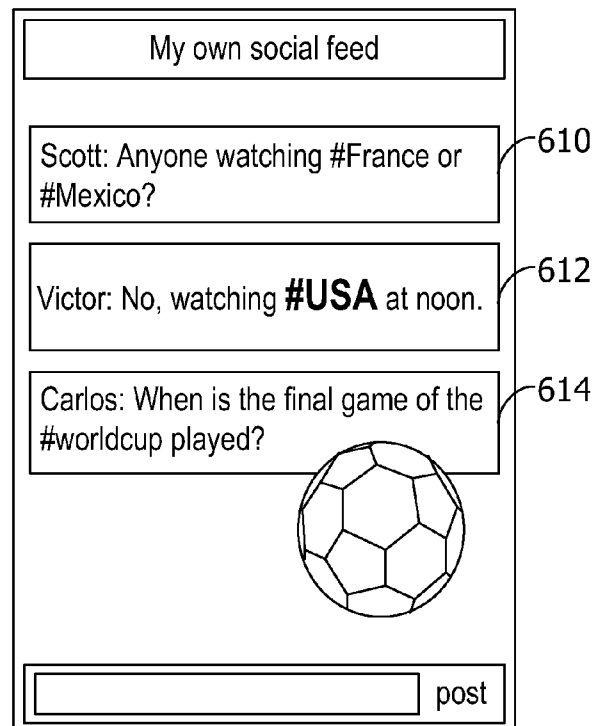 My own social feed
Scott: Anyone watching #France or
#Mexico?
610
Victor: No, watching #USA at noon.
612
Carlos: When is the final game of the
#worldcup played?
614
post